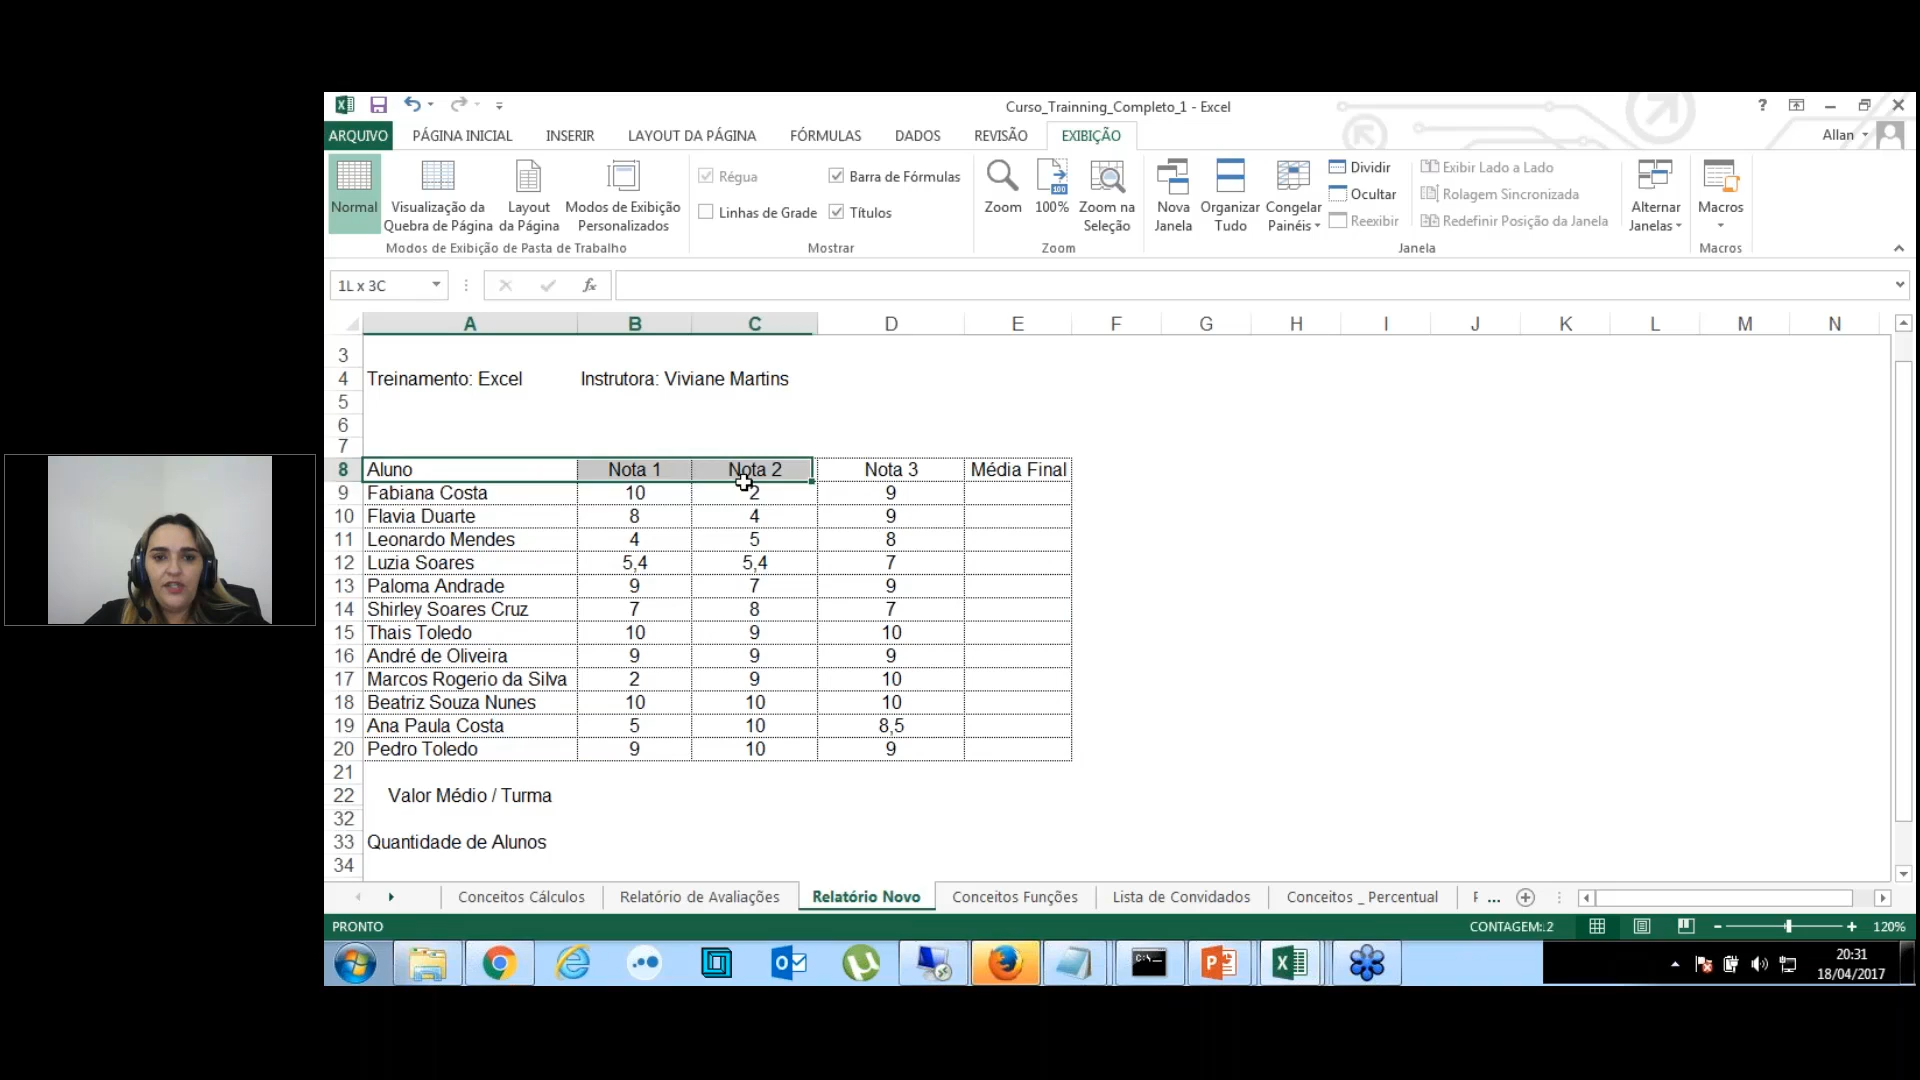 Curso_Trainning_Completo_1 - Excel
ARQUIVO PÁGINA INICIAL INSERIR LAYOUT DA PÁGINA FÓRMULAS DADOS REVISÃO EXIBIÇÃO Allan
Normal
Visualização da Quebra de Página
Layout da Página
Modos de Exibição Personalizados
Modos de Exibição de Pasta de Trabalho
Régua
Barra de Fórmulas
Linhas de Grade
Títulos
Mostrar
Zoom
100%
Zoom na Seleção
Zoom
Nova Janela
Organizar Tudo
Congelar Painéis
Dividir
Ocultar
Reexibir
Exibir Lado a Lado
Rolagem Sincronizada
Redefinir Posição da Janela
Janela
Alternar Janelas
Macros
Macros
1L x 3C fx
A B C D E F G H I J K L M N
3
4 Treinamento: Excel Instrutora: Viviane Martins
5
6
7
8 Aluno Nota 1 Nota 2 Nota 3 Média Final
9 Fabiana Costa 10 2 9
10 Flavia Duarte 8 4 9
11 Leonardo Mendes 4 5 8
12 Luzia Soares 5,4 5,4 7
13 Paloma Andrade 9 7 9
14 Shirley Soares Cruz 7 8 7
15 Thais Toledo 10 9 10
16 André de Oliveira 9 9 9
17 Marcos Rogerio da Silva 2 9 10
18 Beatriz Souza Nunes 10 10 10
19 Ana Paula Costa 5 10 8,5
20 Pedro Toledo 9 10 9
21
22 Valor Médio / Turma
32
33 Quantidade de Alunos
34
Conceitos Cálculos Relatório de Avaliações Relatório Novo Conceitos Funções Lista de Convidados Conceitos _ Percentual ...
PRONTO CONTAGEM: 2 120%
20:31
18/04/2017